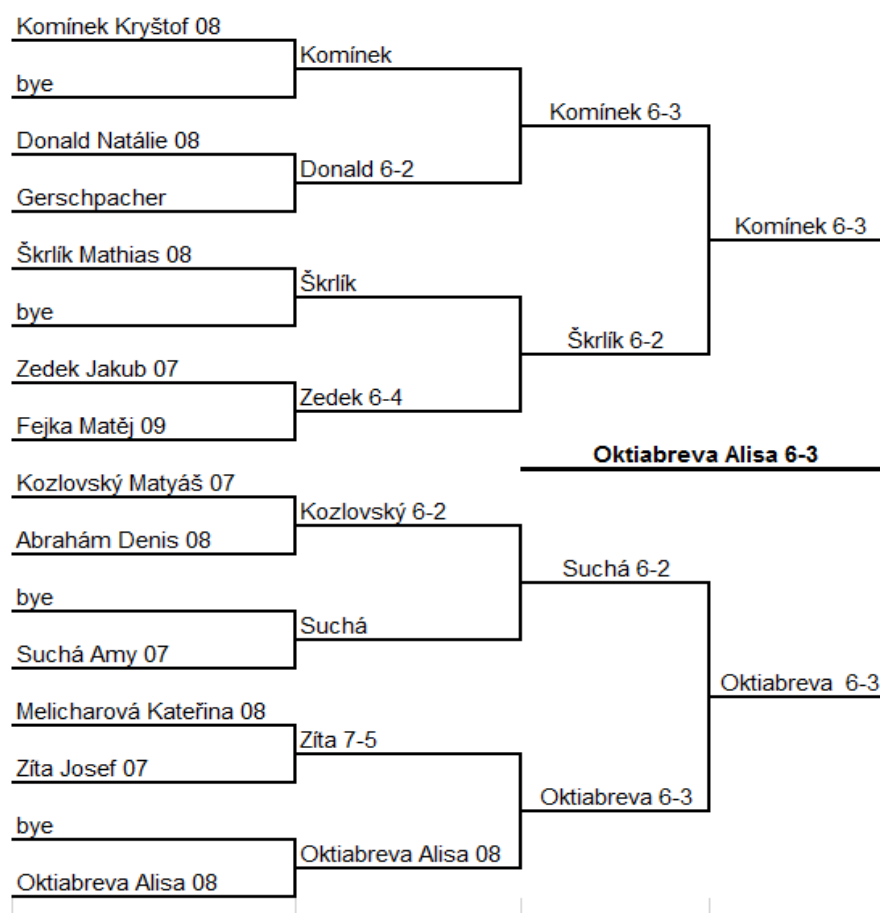 Komínek Kryštof 08
Komínek
bye
Komínek 6-3
Donald Natálie 08
Donald 6-2
Gerschpacher
Komínek 6-3
Škrlík Mathias 08
Škrlík
bye
Škrlík 6-2
Zedek Jakub 07
Zedek 6-4
Fejka Matěj 09
Oktiabreva Alisa 6-3
Kozlovský Matyáš 07
Kozlovský 6-2
Abrahám Denis 08
Suchá 6-2
bye
Suchá
Suchá Amy 07
Oktiabreva  6-3
Melicharová Kateřina 08
Zíta 7-5
Zíta Josef 07
Oktiabreva 6-3
bye
Oktiabreva Alisa 08
Oktiabreva Alisa 08